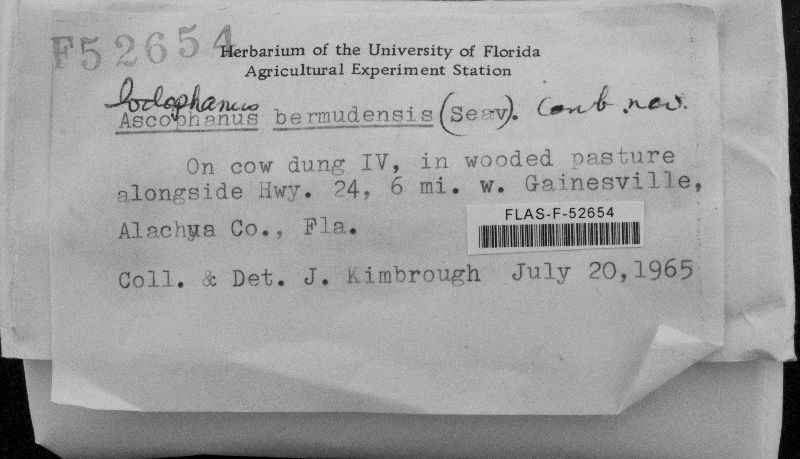 F52654
Herbarium of the University of Florida
Agricultural Experiment Station
Iodophanus
Ascophanus bermudensis (Seav). Comb. nov.
On cow dung IV, in wooded pasture
alongside Hwy. 24, 6 mi. w. Gainesville,
Alachua Co., Fla.
FLAS-F-52654
Coll. & Det. J. Kimbrough July 20,1965